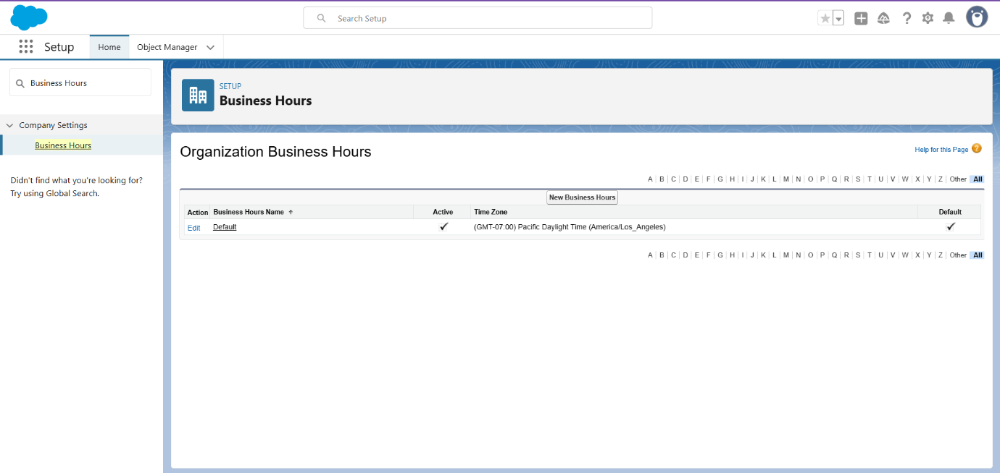 Search Setup
Setup
Home
Object Manager
Business Hours
Company Settings
Business Hours
Didn't find what you're looking for?
Try using Global Search.
SETUP
Business Hours
Organization Business Hours
Help for this Page ?
A | B | C | D | E | F | G | H | I | J | K | L | M | N | O | P | Q | R | S | T | U | V | W | X | Y | Z | Other | All
New Business Hours
Action Business Hours Name ↑ Active Time Zone Default
Edit Default ✓ (GMT-07:00) Pacific Daylight Time (America/Los_Angeles) ✓
A | B | C | D | E | F | G | H | I | J | K | L | M | N | O | P | Q | R | S | T | U | V | W | X | Y | Z | Other | All